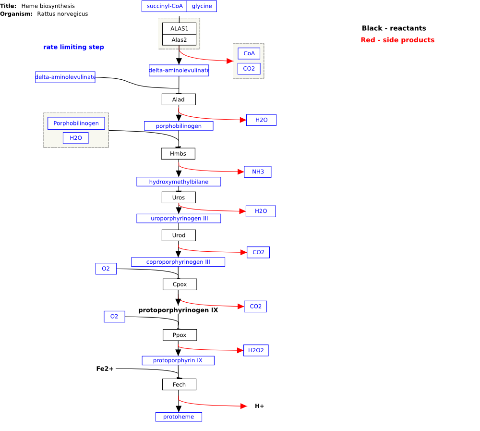 Title: Heme biosynthesis
Organism: Rattus norvegicus
succinyl-CoA glycine
Black - reactants
Red - side products
rate limiting step
ALAS1
Alas2
CoA
CO2
delta-aminolevulinate
delta-aminolevulinate
Alad
H2O
Porphobilinogen
H2O
porphobilinogen
Hmbs
NH3
hydroxymethylbilane
Uros
H2O
uroporphyrinogen III
Urod
CO2
coproporphyrinogen III
O2
Cpox
CO2
protoporphyrinogen IX
O2
Ppox
H2O2
protoporphyrin IX
Fe2+
Fech
H+
protoheme